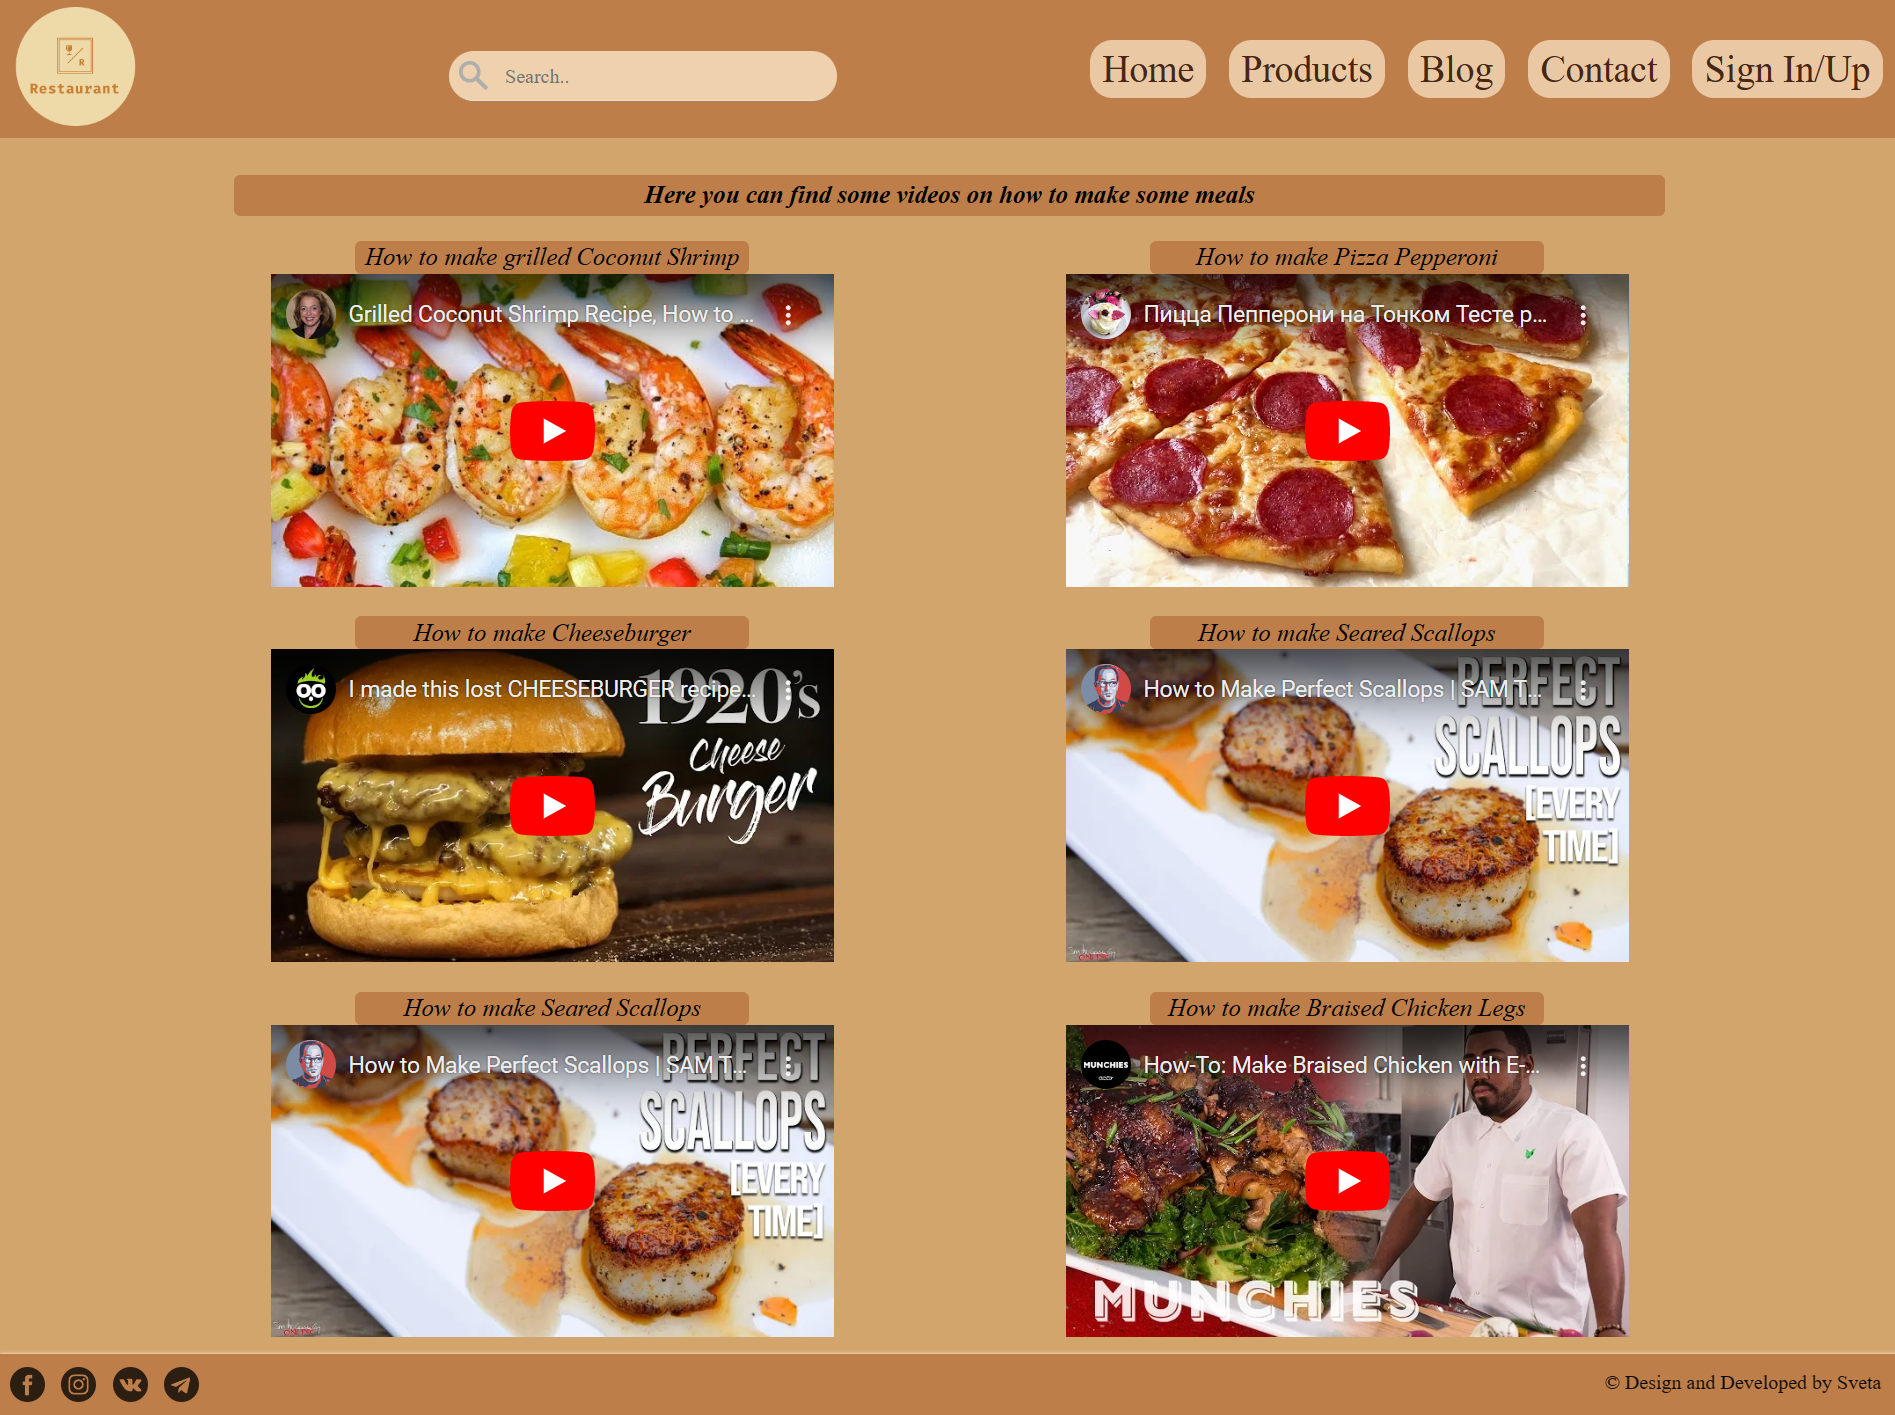 R
Restaurant
Search..
Home
Products
Blog
Contact
Sign In/Up
Here you can find some videos on how to make some meals
How to make grilled Coconut Shrimp
Grilled Coconut Shrimp Recipe, How to ...
How to make Pizza Pepperoni
Пицца Пепперони на Тонком Тесте р...
How to make Cheeseburger
I made this lost CHEESEBURGER recipe...
1920's
Cheese
Burger
How to make Seared Scallops
How to Make Perfect Scallops | SAM T...
PERFECT
SCALLOPS
[EVERY
TIME]
How to make Seared Scallops
How to Make Perfect Scallops | SAM T...
PERFECT
SCALLOPS
[EVERY
TIME]
How to make Braised Chicken Legs
MUNCHIES
How-To: Make Braised Chicken with E-...
MUNCHIES
© Design and Developed by Sveta